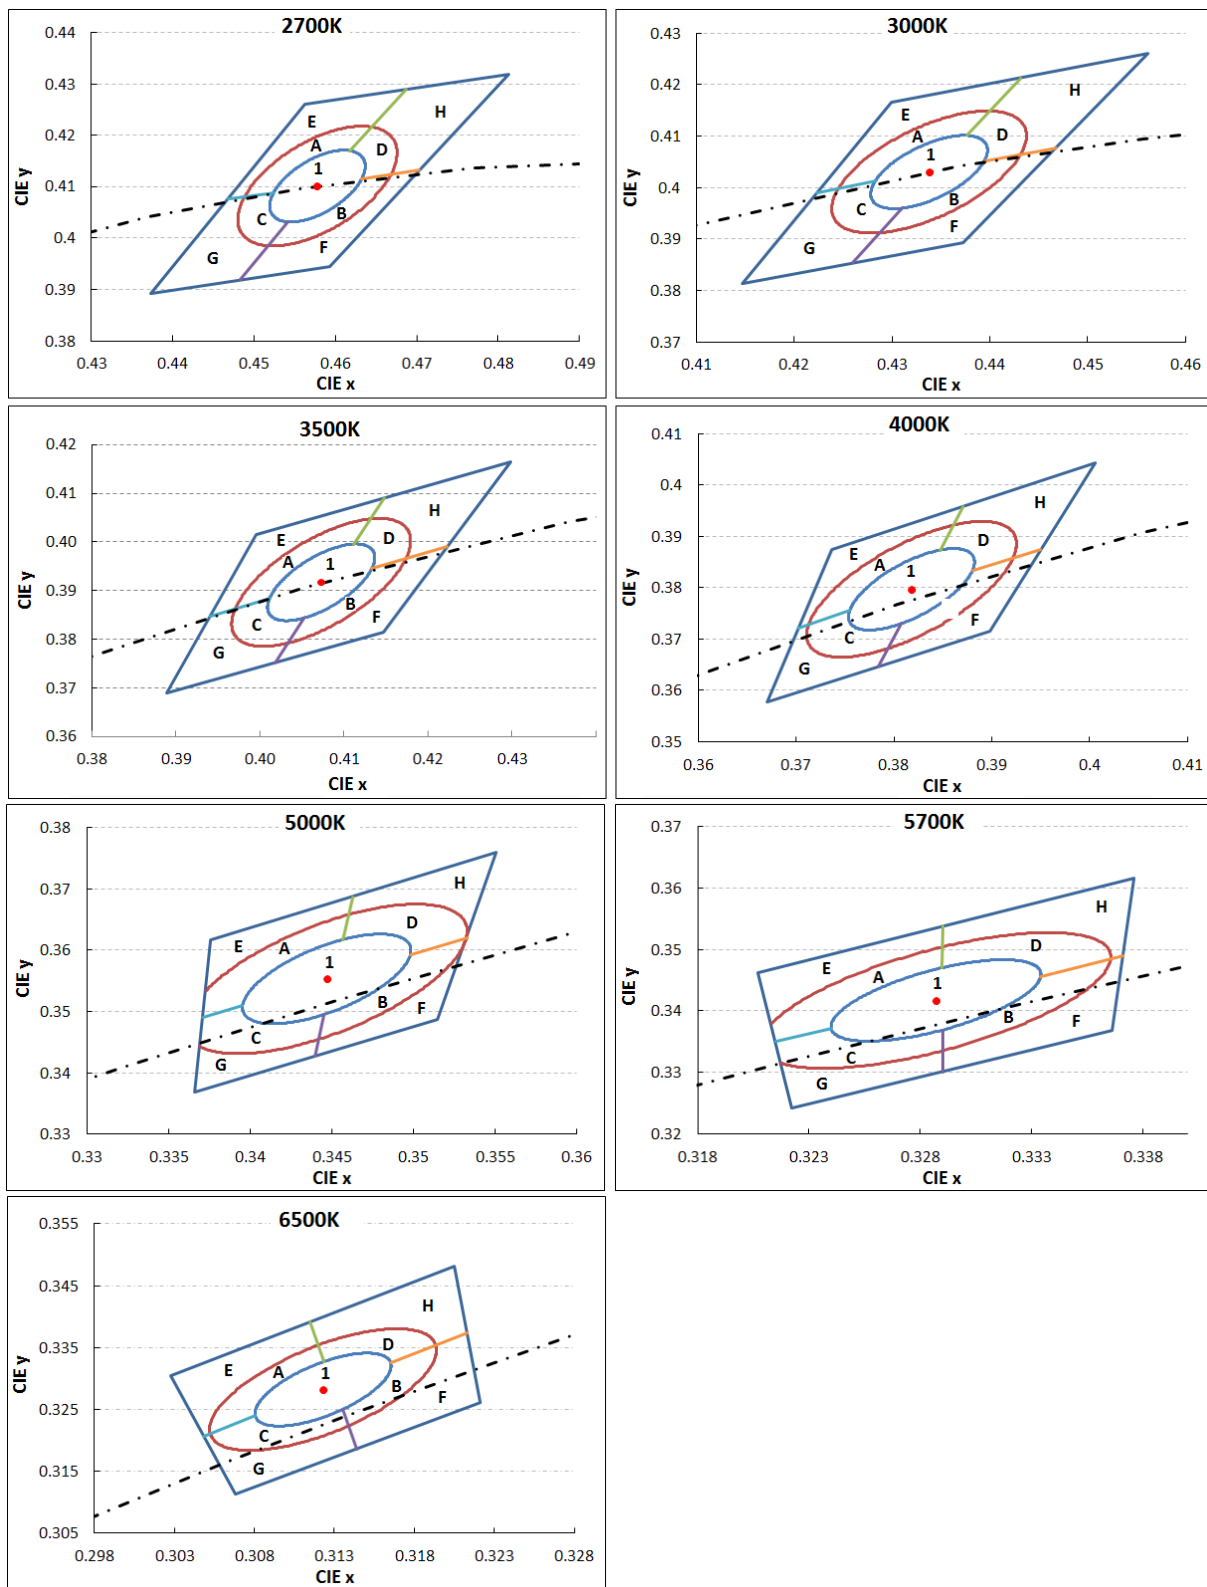 2700K
CIE y
0.44
0.43
0.42
0.41
0.4
0.39
0.38
E
H
A
D
1
C
B
G
F
0.43 0.44 0.45 0.46 0.47 0.48 0.49
CIE x
3000K
CIE y
0.43
0.42
0.41
0.4
0.39
0.38
0.37
H
E
A
D
1
C
B
F
G
0.41 0.42 0.43 0.44 0.45 0.46
CIE x
3500K
CIE y
0.42
0.41
0.40
0.39
0.38
0.37
0.36
H
E
D
A
1
B
C
F
G
0.38 0.39 0.40 0.41 0.42 0.43
CIE x
4000K
CIE y
0.41
0.4
0.39
0.38
0.37
0.36
0.35
H
E
D
A
1
C
F
G
0.36 0.37 0.38 0.39 0.4 0.41
CIE x
5000K
CIE y
0.38
0.37
0.36
0.35
0.34
0.33
H
E
A
D
1
B
F
C
G
0.33 0.335 0.34 0.345 0.35 0.355 0.36
CIE x
5700K
CIE y
0.37
0.36
0.35
0.34
0.33
0.32
H
D
E
A
1
B
F
C
G
0.318 0.323 0.328 0.333 0.338
CIE x
6500K
CIE y
0.355
0.345
0.335
0.325
0.315
0.305
H
D
E
A
1
B
F
C
G
0.298 0.303 0.308 0.313 0.318 0.323 0.328
CIE x